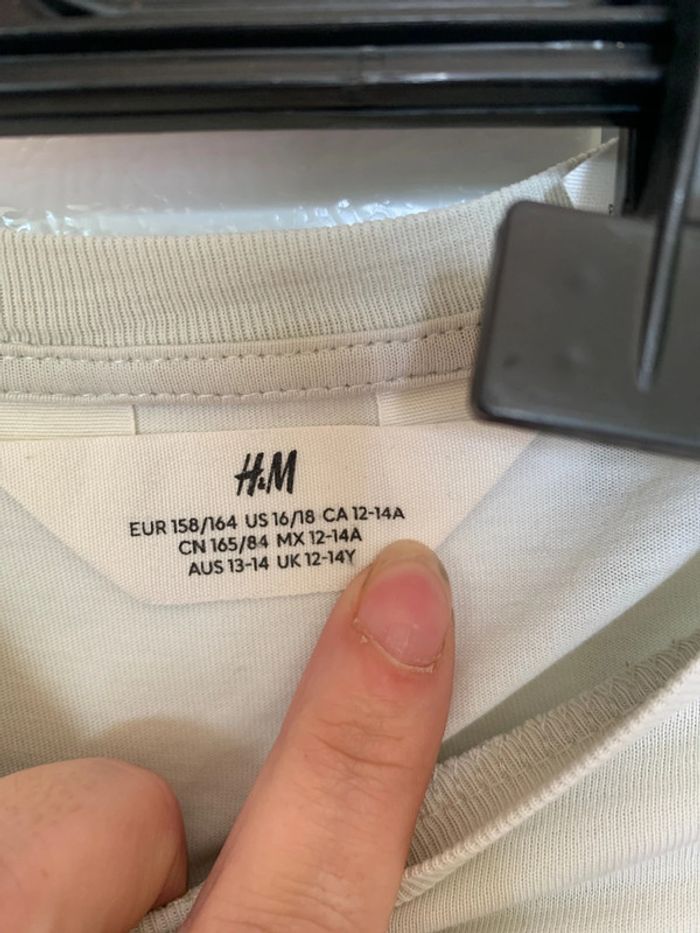 H&M
EUR 158/164 US 16/18 CA 12-14A
CN 165/84 MX 12-14A
AUS 13-14 UK 12-14Y